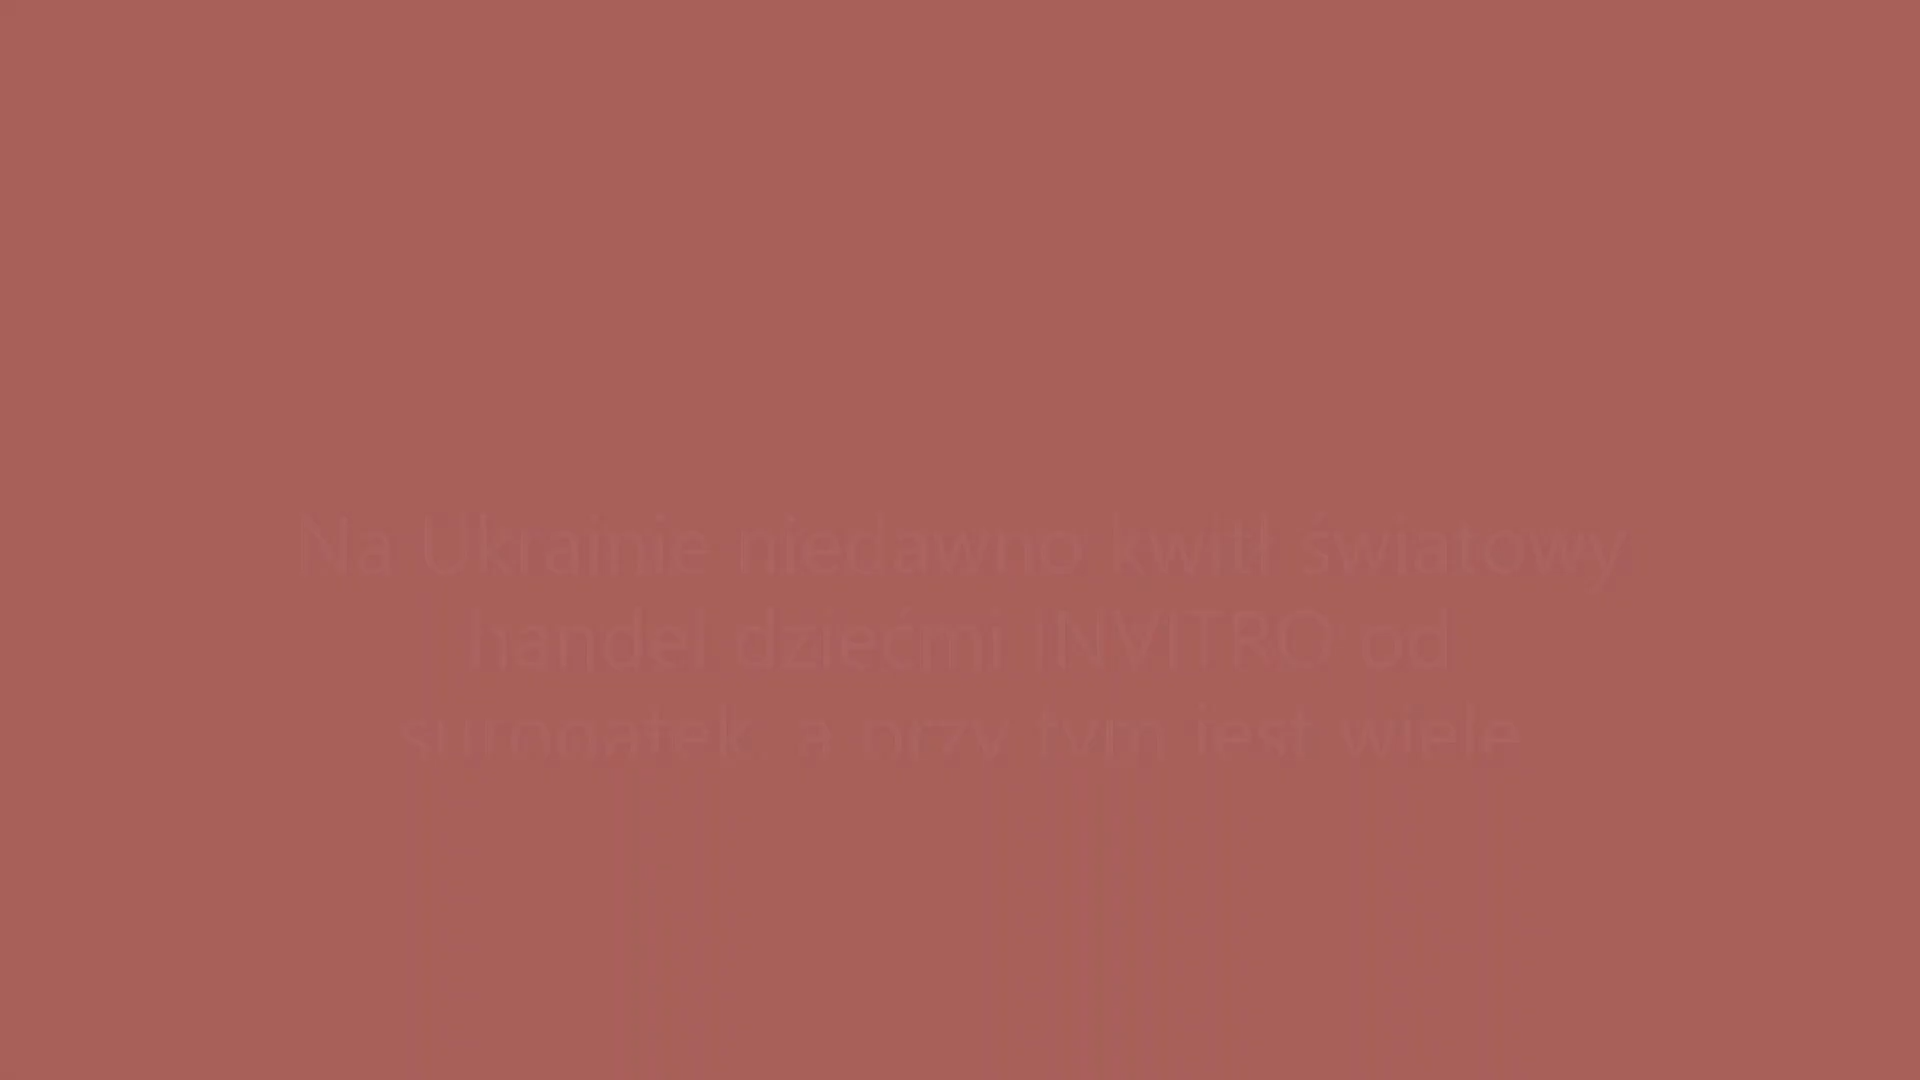 Na Ukrainie niedawno kwitł światowy
handel dziećmi INVITRO od
surogatek, a przy tym jest wiele